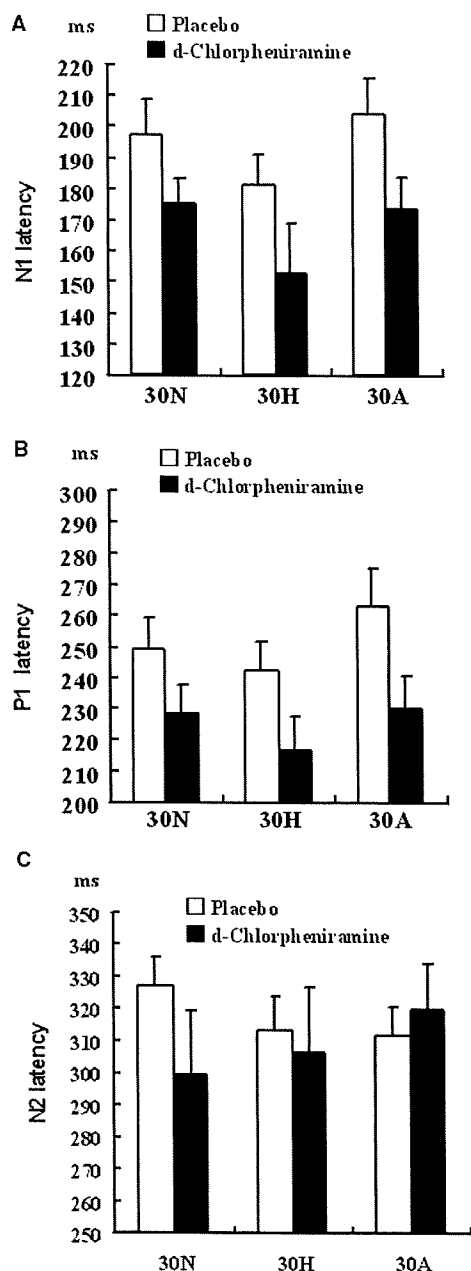 A
ms
Placebo
d-Chlorpheniramine
N1 latency
220
210
200
190
180
170
160
150
140
130
120
30N 30H 30A
B
ms
Placebo
d-Chlorpheniramine
P1 latency
300
290
280
270
260
250
240
230
220
210
200
30N 30H 30A
C
ms
Placebo
d-Chlorpheniramine
N2 latency
350
340
330
320
310
300
290
280
270
260
250
30N 30H 30A